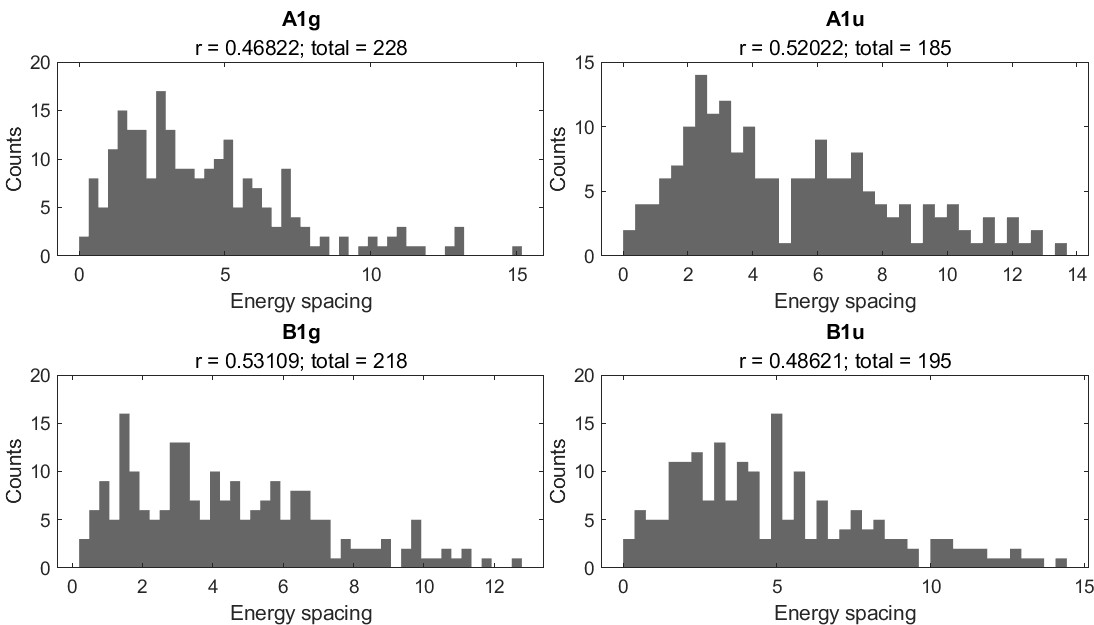 A1g
r = 0.46822; total = 228
20
15
10
5
0
Counts
0 5 10 15
Energy spacing
A1u
r = 0.52022; total = 185
15
10
5
0
Counts
0 2 4 6 8 10 12 14
Energy spacing
B1g
r = 0.53109; total = 218
20
15
10
5
0
Counts
0 2 4 6 8 10 12
Energy spacing
B1u
r = 0.48621; total = 195
20
15
10
5
0
Counts
0 5 10 15
Energy spacing